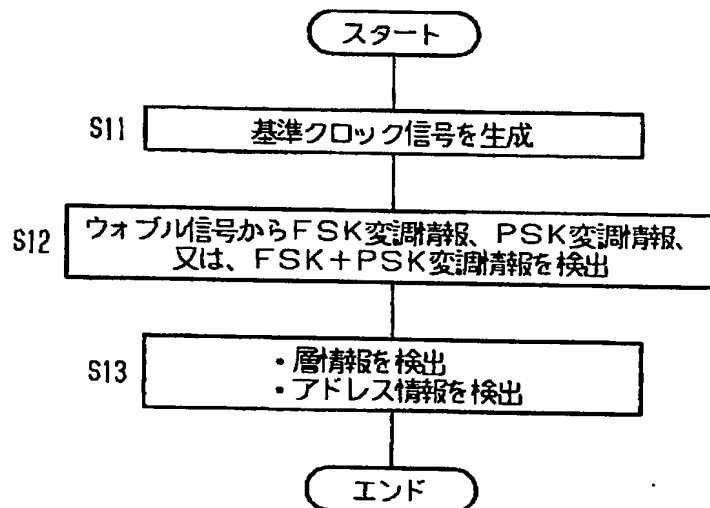 スタート
S11
基準クロック信号を生成
S12
ウォブル信号からFSK変調情報、PSK変調情報、
又は、FSK+PSK変調情報を検出
S13
・層情報を検出
・アドレス情報を検出
エンド